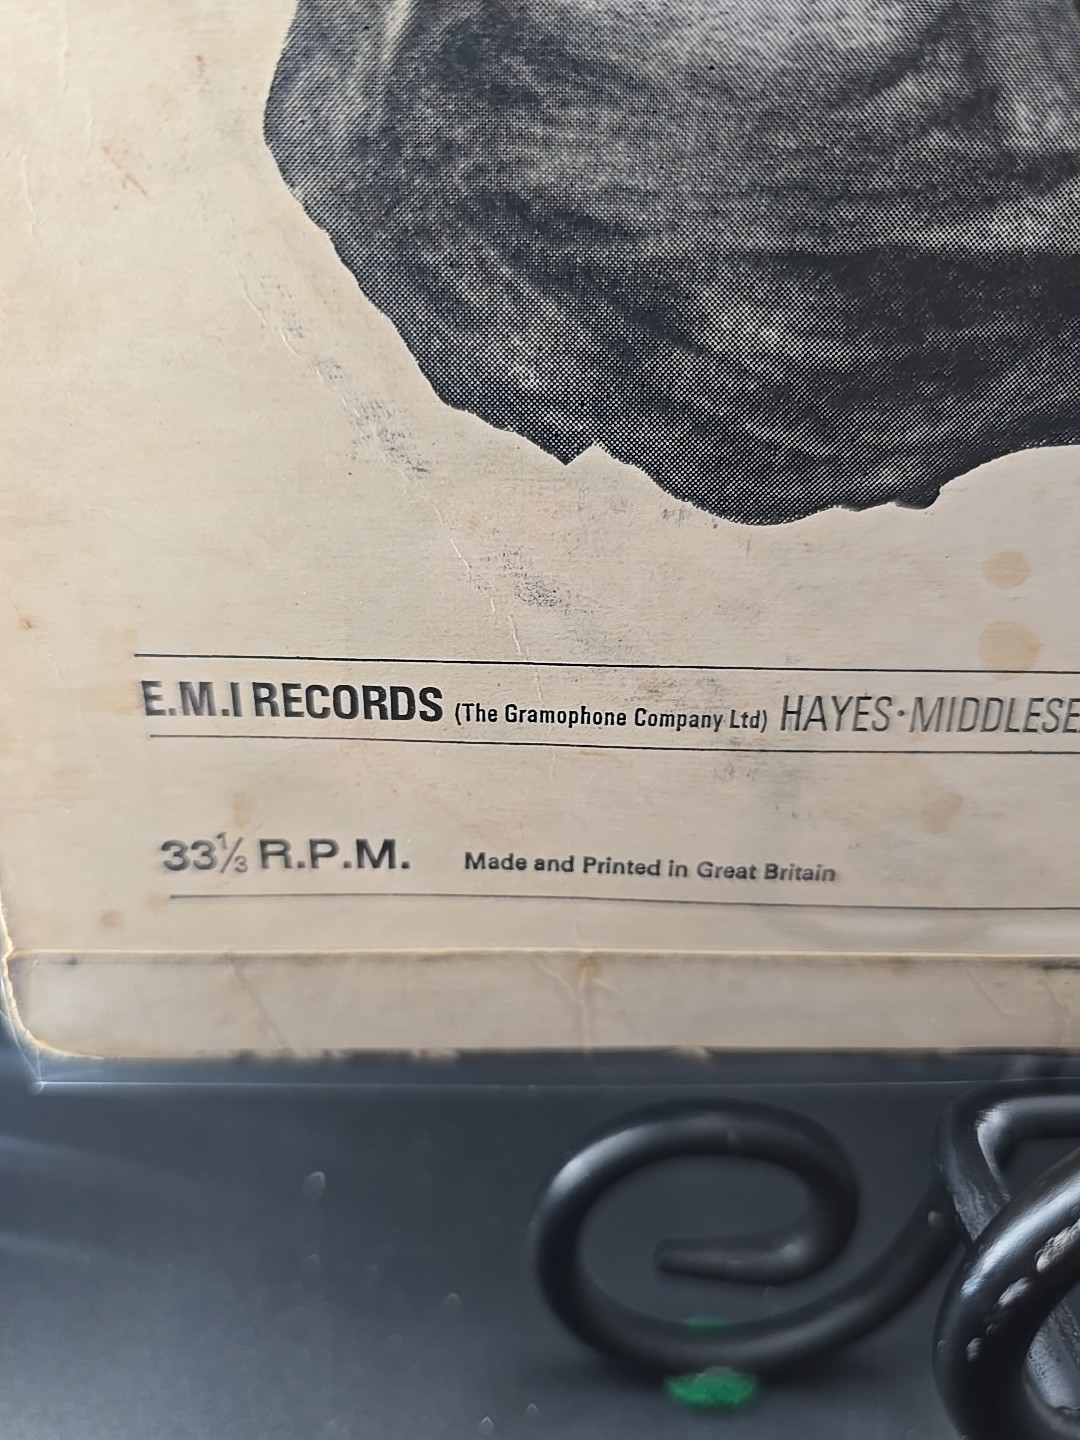 E.M.I RECORDS (The Gramophone Company Ltd) HAYES·MIDDLESE
33⅓ R.P.M. Made and Printed in Great Britain